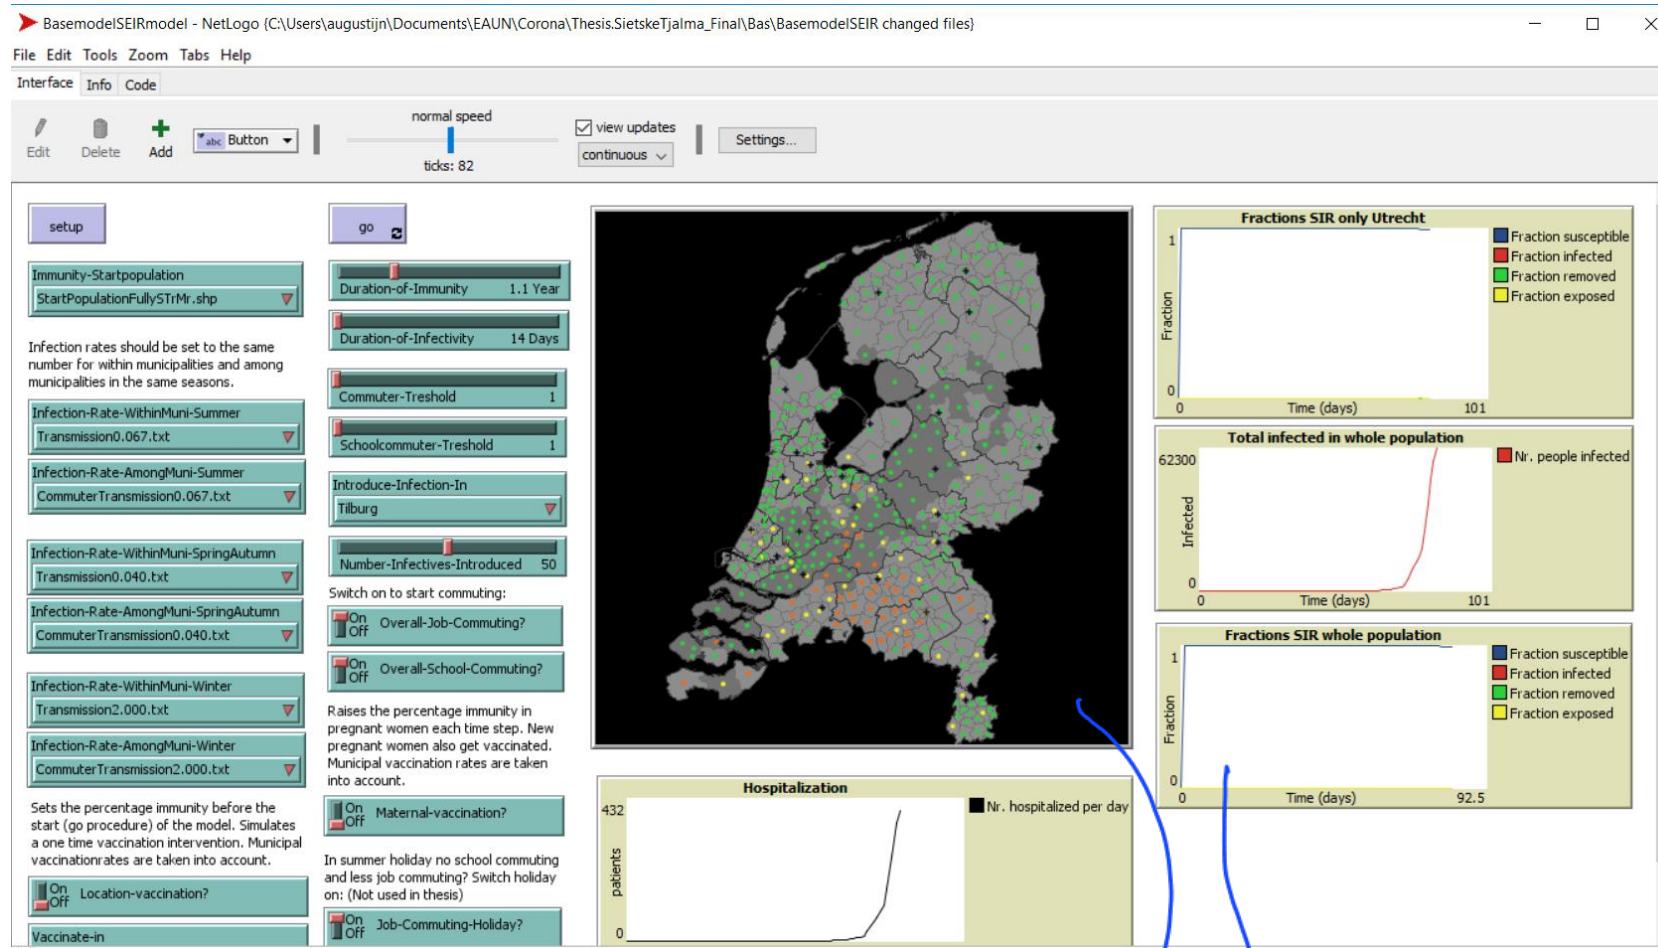 BasemodelSEIRmodel - NetLogo {C:\Users\augustijn\Documents\EAUN\Corona\Thesis.SietskeTjalma_Final\Bas\BasemodelSEIR changed files}
File Edit Tools Zoom Tabs Help
Interface Info Code
Edit
Delete
Add
abc Button
normal speed
ticks: 82
view updates
continuous
Settings...
setup
Immunity-Startpopulation
StartPopulationFullySTrMr.shp
Infection rates should be set to the same
number for within municipalities and among
municipalities in the same seasons.
Infection-Rate-WithinMuni-Summer
Transmission0.067.txt
Infection-Rate-AmongMuni-Summer
CommuterTransmission0.067.txt
Infection-Rate-WithinMuni-SpringAutumn
Transmission0.040.txt
Infection-Rate-AmongMuni-SpringAutumn
CommuterTransmission0.040.txt
Infection-Rate-WithinMuni-Winter
Transmission2.000.txt
Infection-Rate-AmongMuni-Winter
CommuterTransmission2.000.txt
Sets the percentage immunity before the
start (go procedure) of the model. Simulates
a one time vaccination intervention. Municipal
vaccinationrates are taken into account.
On
Off
Location-vaccination?
Vaccinate-in
go
Duration-of-Immunity 1.1 Year
Duration-of-Infectivity 14 Days
Commuter-Treshold 1
Schoolcommuter-Treshold 1
Introduce-Infection-In
Tilburg
Number-Infectives-Introduced 50
Switch on to start commuting:
On
Off
Overall-Job-Commuting?
On
Off
Overall-School-Commuting?
Raises the percentage immunity in
pregnant women each time step. New
pregnant women also get vaccinated.
Municipal vaccination rates are taken
into account.
On
Off
Maternal-vaccination?
In summer holiday no school commuting
and less job commuting? Switch holiday
on: (Not used in thesis)
On
Off
Job-Commuting-Holiday?
Hospitalization
432
patients
0
Nr. hospitalized per day
Fractions SIR only Utrecht
1
Fraction
0
0
Time (days)
101
Fraction susceptible
Fraction infected
Fraction removed
Fraction exposed
Total infected in whole population
62300
Infected
0
0
Time (days)
101
Nr. people infected
Fractions SIR whole population
1
Fraction
0
0
Time (days)
92.5
Fraction susceptible
Fraction infected
Fraction removed
Fraction exposed